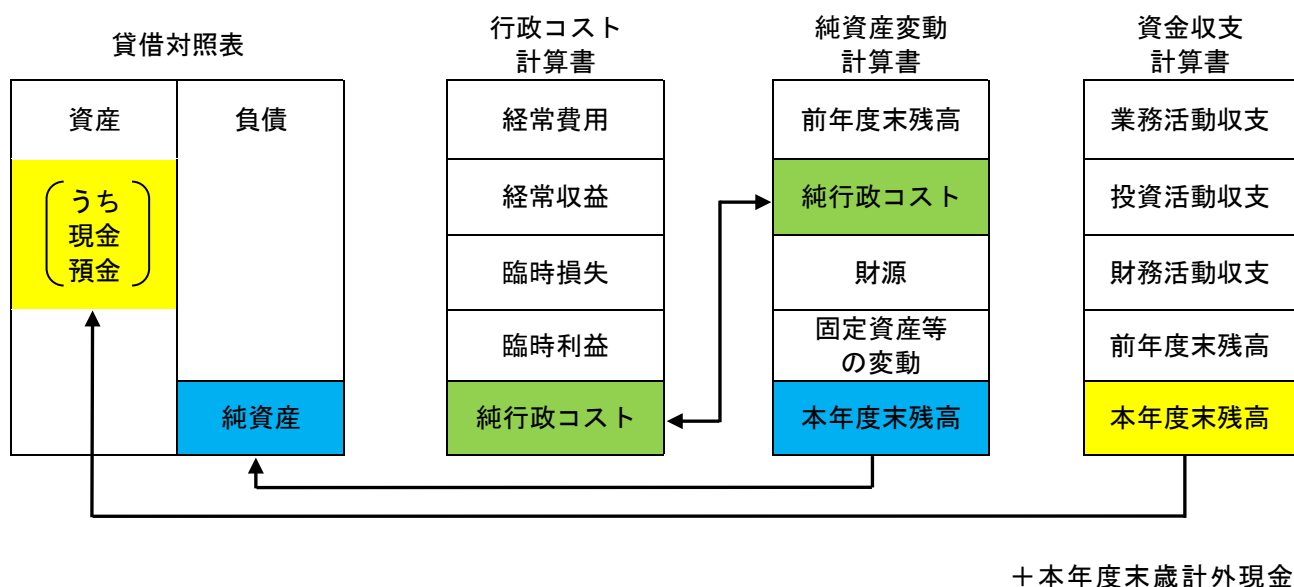 貸借対照表
資産
負債
うち
現金
預金
純資産
行政コスト
計算書
経常費用
経常収益
臨時損失
臨時利益
純行政コスト
純資産変動
計算書
前年度末残高
純行政コスト
財源
固定資産等
の変動
本年度末残高
資金収支
計算書
業務活動収支
投資活動収支
財務活動収支
前年度末残高
本年度末残高
＋本年度末歳計外現金